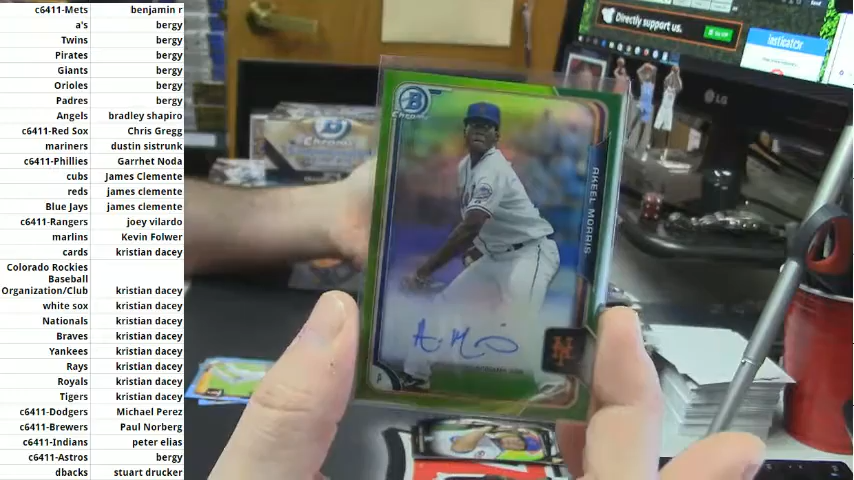 c6411-Mets benjamin r
a's bergy
Twins bergy
Pirates bergy
Giants bergy
Orioles bergy
Padres bergy
Angels bradley shapiro
c6411-Red Sox Chris Gregg
mariners dustin sistrunk
c6411-Phillies Garrhet Noda
cubs James Clemente
reds james clemente
Blue Jays james clemente
c6411-Rangers joey vilardo
marlins Kevin Folwer
cards kristian dacey
Colorado Rockies
Baseball
Organization/Club kristian dacey
white sox kristian dacey
Nationals kristian dacey
Braves kristian dacey
Yankees kristian dacey
Rays kristian dacey
Royals kristian dacey
Tigers kristian dacey
c6411-Dodgers Michael Perez
c6411-Brewers Paul Norberg
c6411-Indians peter elias
c6411-Astros bergy
dbacks stuart drucker
Directly support us.
LG
B
Chrome
AKEEL MORRIS
NY
P